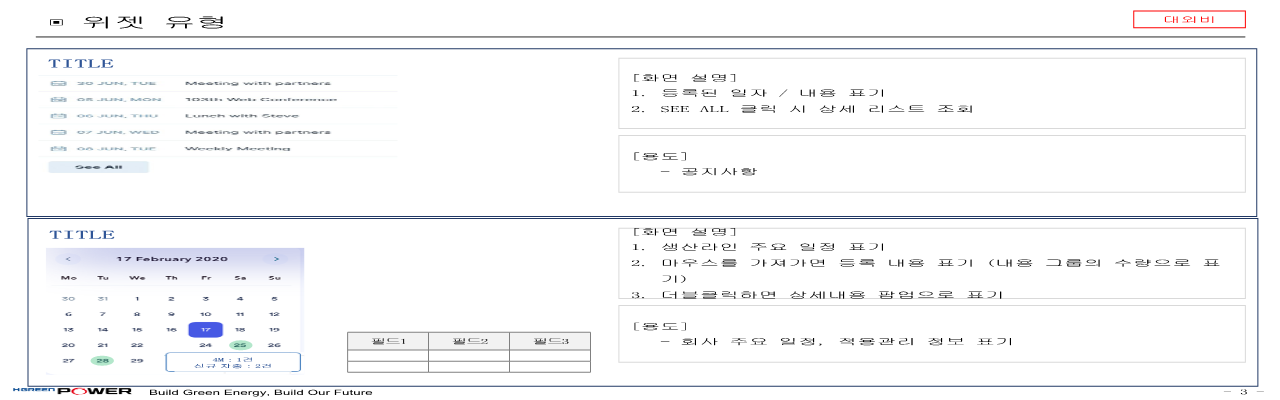 ▣ 위젯 유형
대외비
TITLE
30 JUN, TUE Meeting with partners
05 JUN, MON 103th Web Conference
06 JUN, THU Lunch with Steve
07 JUN, WED Meeting with partners
06 JUN, TUE Weekly Meeting
See All
[화면 설명]
1. 등록된 일자 / 내용 표기
2. SEE ALL 클릭 시 상세 리스트 조회
[용도]
- 공지사항
TITLE
< 17 February 2020 >
Mo Tu We Th Fr Sa Su
30 31 1 2 3 4 5
6 7 8 9 10 11 12
13 14 15 16 17 18 19
20 21 22 24 25 26
27 28 29
4M : 1건
신규 차종 : 2건
필드1 필드2 필드3
[화면 설명]
1. 생산라인 주요 일정 표기
2. 마우스를 가져가면 등록 내용 표기 (내용 그룹의 수량으로 표
기)
3. 더블클릭하면 상세내용 팝업으로 표기
[용도]
- 회사 주요 일정, 적용관리 정보 표기
HGREEN POWER Build Green Energy, Build Our Future
- 3 -